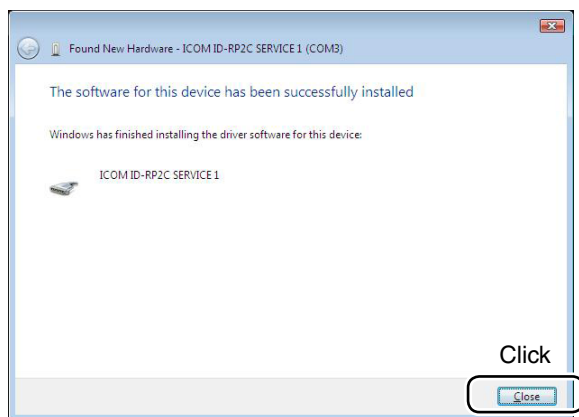 Found New Hardware - ICOM ID-RP2C SERVICE 1 (COM3)
The software for this device has been successfully installed
Windows has finished installing the driver software for this device:
ICOM ID-RP2C SERVICE 1
Click
Close